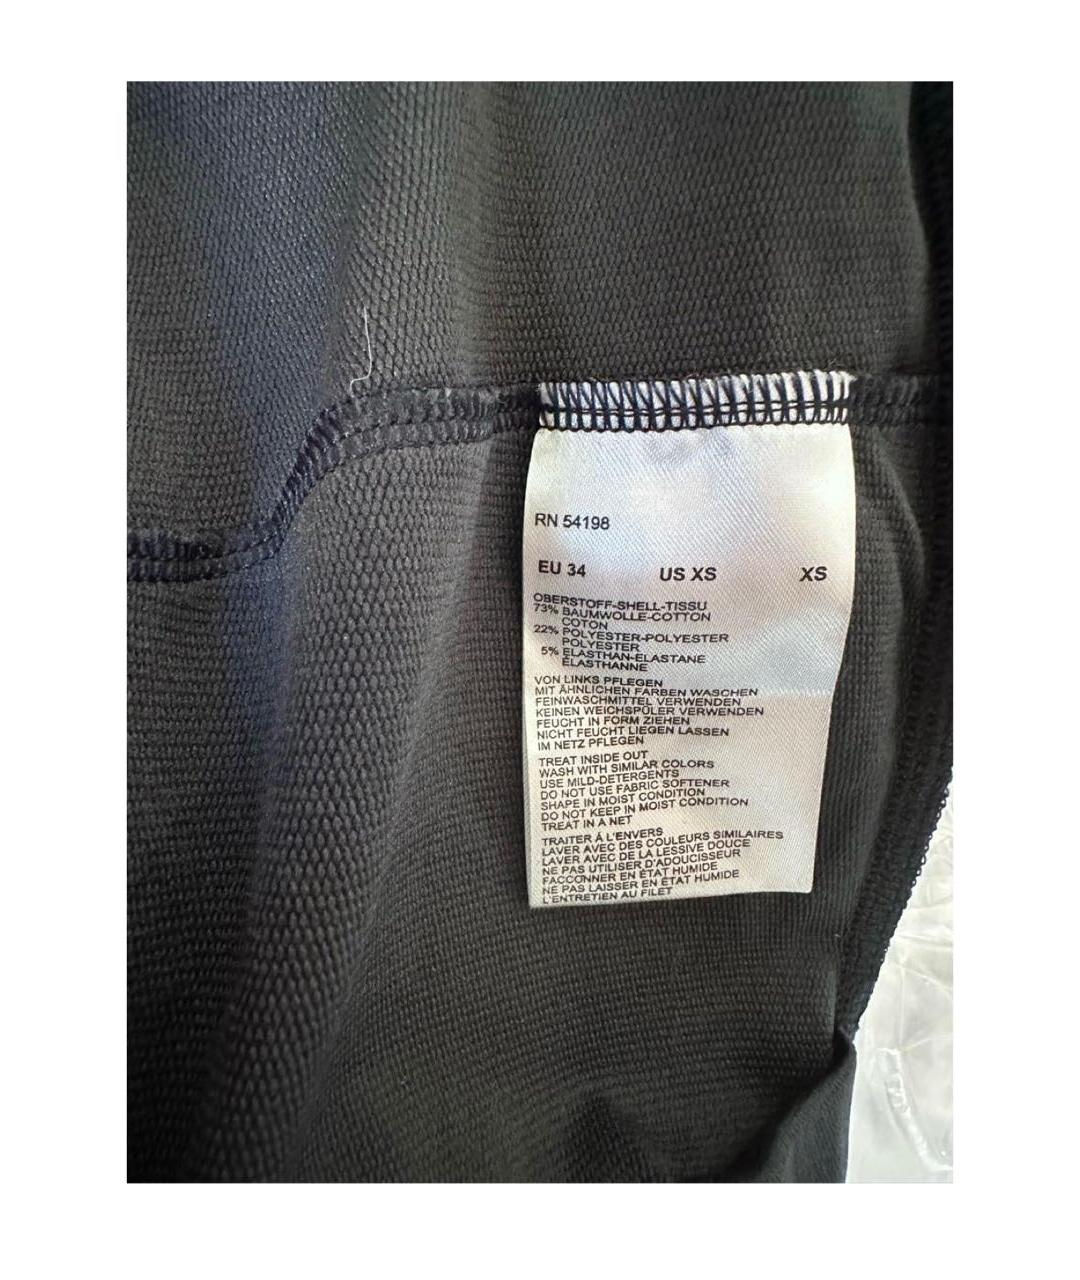 RN 54198
EU 34 US XS XS
OBERSTOFF-SHELL-TISSU
73% BAUMWOLLE-COTTON
COTON
22% POLYESTER-POLYESTER
POLYESTER
5% ELASTHAN-ELASTANE
ÉLASTHANNE
VON LINKS PFLEGEN
MIT ÄHNLICHEN FARBEN WASCHEN
FEINWASCHMITTEL VERWENDEN
KEINEN WEICHSPÜLER VERWENDEN
FEUCHT IN FORM ZIEHEN
NICHT FEUCHT LIEGEN LASSEN
IM NETZ PFLEGEN
TREAT INSIDE OUT
WASH WITH SIMILAR COLORS
USE MILD-DETERGENTS
DO NOT USE FABRIC SOFTENER
SHAPE IN MOIST CONDITION
DO NOT KEEP IN MOIST CONDITION
TREAT IN A NET
TRAITER Á L'ENVERS
LAVER AVEC DES COULEURS SIMILAIRES
LAVER AVEC DE LA LESSIVE DOUCE
NE PAS UTILISER D'ADOUCISSEUR
FACCONNER EN ÉTAT HUMIDE
NE PAS LAISSER EN ÉTAT HUMIDE
L'ENTRETIEN AU FILET